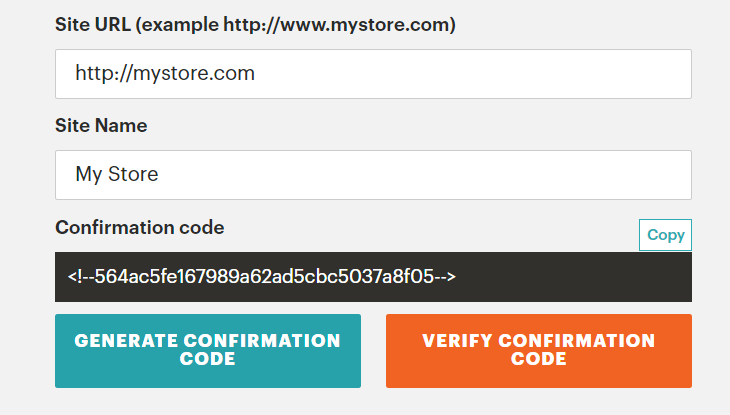 Site URL (example http://www.mystore.com)
http://mystore.com
Site Name
My Store
Confirmation code
Copy
<!--564ac5fe167989a62ad5cbc5037a8f05-->
GENERATE CONFIRMATION
CODE
VERIFY CONFIRMATION
CODE